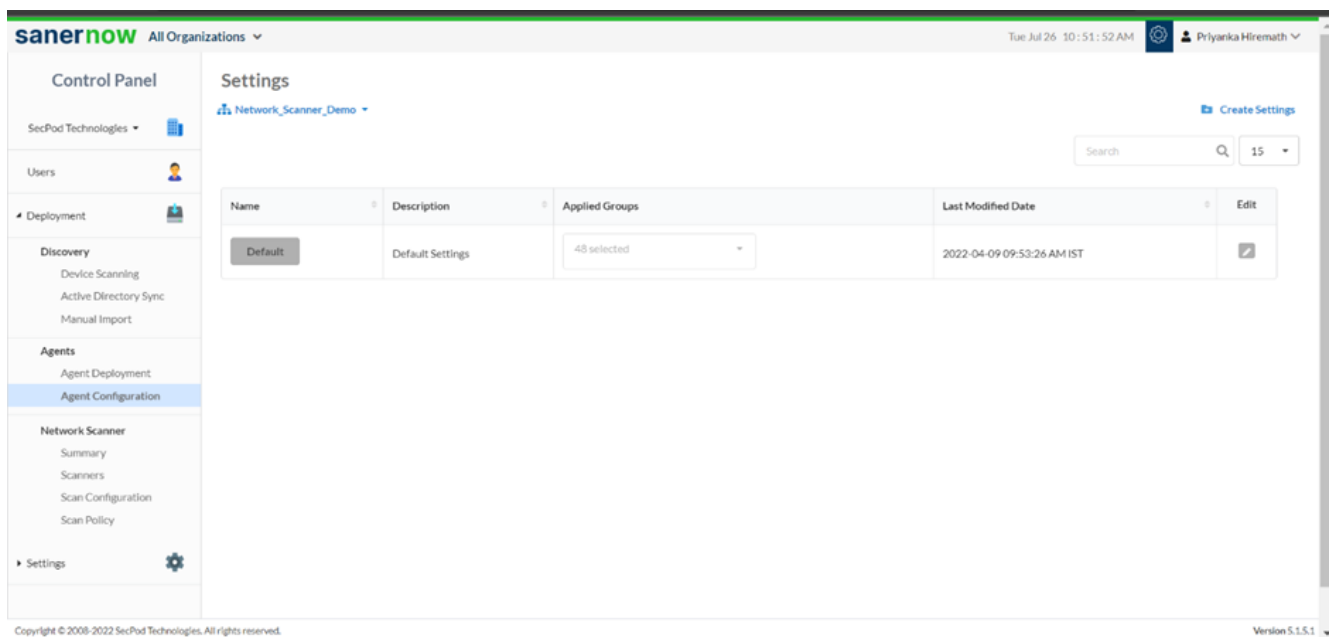 sanernow All Organizations
Tue Jul 26 10:51:52 AM
Priyanka Hiremath
Control Panel
SecPod Technologies
Users
Deployment
Discovery
Device Scanning
Active Directory Sync
Manual Import
Agents
Agent Deployment
Agent Configuration
Network Scanner
Summary
Scanners
Scan Configuration
Scan Policy
Settings
Settings
Network_Scanner_Demo
Create Settings
Search
15
Name Description Applied Groups Last Modified Date Edit
Default Default Settings 48 selected 2022-04-09 09:53:26 AM IST
Copyright © 2008-2022 SecPod Technologies. All rights reserved.
Version 5.1.5.1